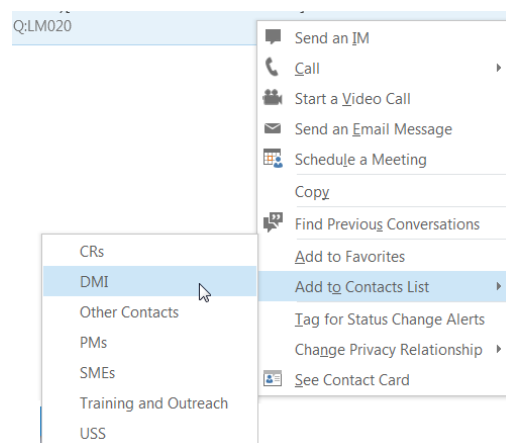 Q:LM020
Send an IM
Call
Start a Video Call
Send an Email Message
Schedule a Meeting
Copy
Find Previous Conversations
Add to Favorites
Add to Contacts List
Tag for Status Change Alerts
Change Privacy Relationship
See Contact Card
CRs
DMI
Other Contacts
PMs
SMEs
Training and Outreach
USS